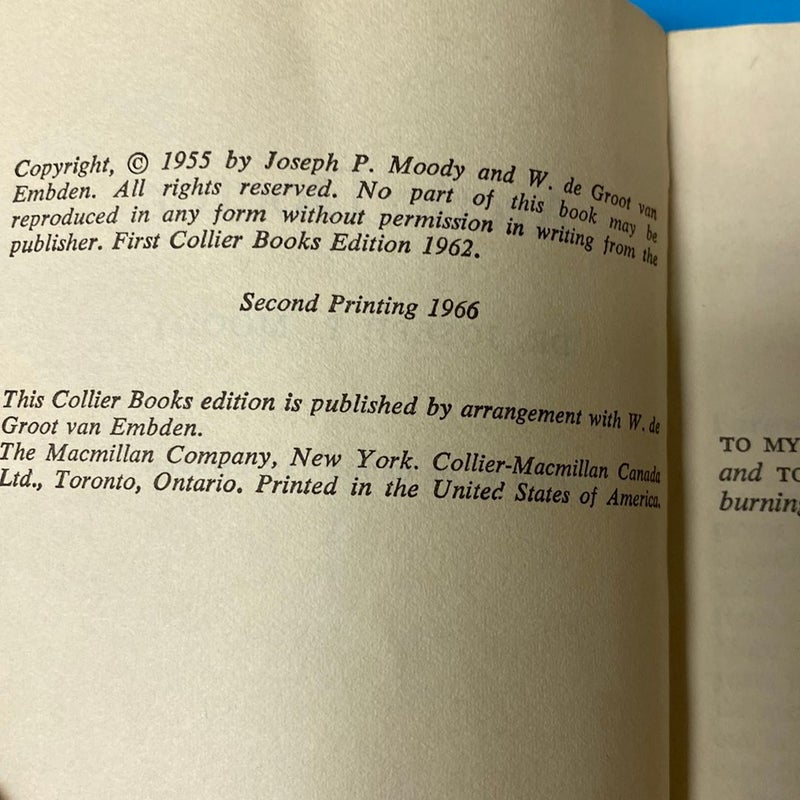 Copyright, © 1955 by Joseph P. Moody and W. de Groot van
Embden. All rights reserved. No part of this book may be
reproduced in any form without permission in writing from the
publisher. First Collier Books Edition 1962.
Second Printing 1966
This Collier Books edition is published by arrangement with W. de
Groot van Embden.
The Macmillan Company, New York. Collier-Macmillan Canada
Ltd., Toronto, Ontario. Printed in the United States of America.
TO MY
and TO
burning